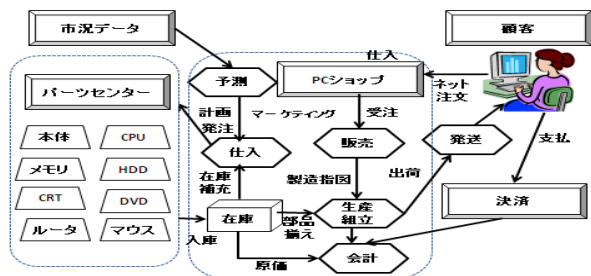 市況データ
顧客
仕入
予測
PCショップ
ネット
注文
パーツセンター
計画
発注
マーケティング
受注
本体
CPU
仕入
販売
発送
支払
メモリ
HDD
在庫
補充
製造指図
出荷
CRT
DVD
在庫
部品
揃え
生産
組立
決済
ルータ
マウス
入庫
原価
会計